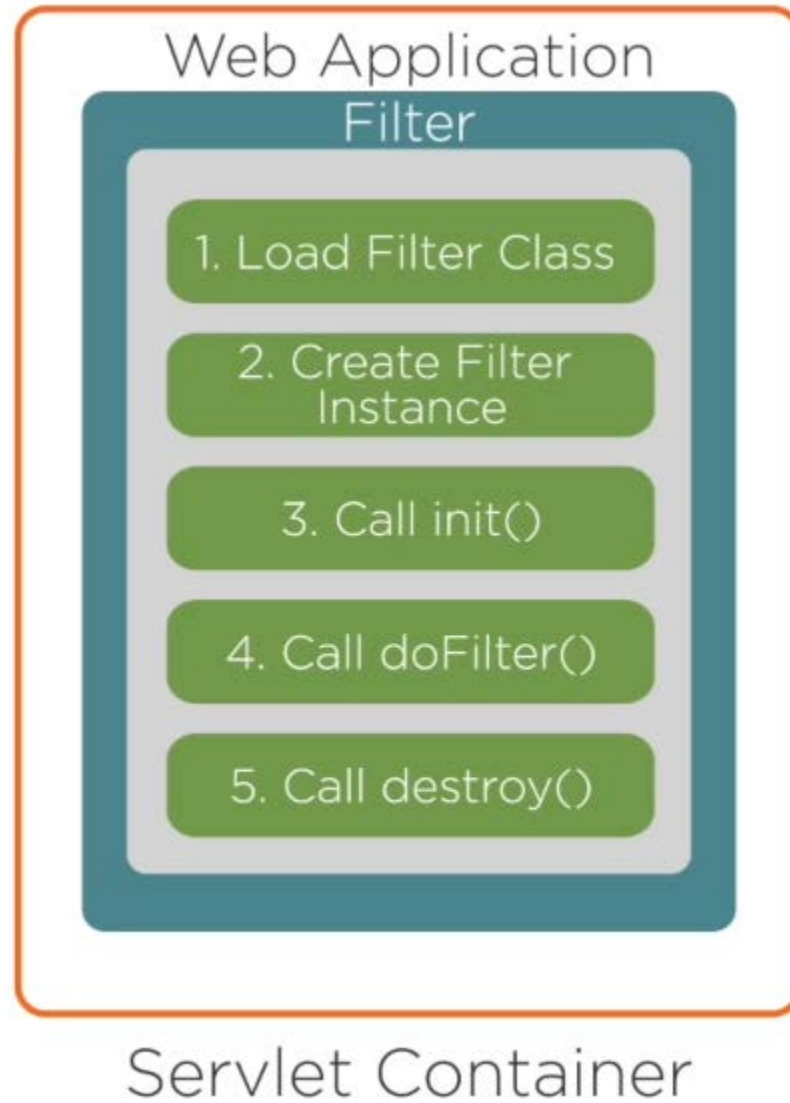 Web Application
Filter
1. Load Filter Class
2. Create Filter
Instance
3. Call init()
4. Call doFilter()
5. Call destroy()
Servlet Container